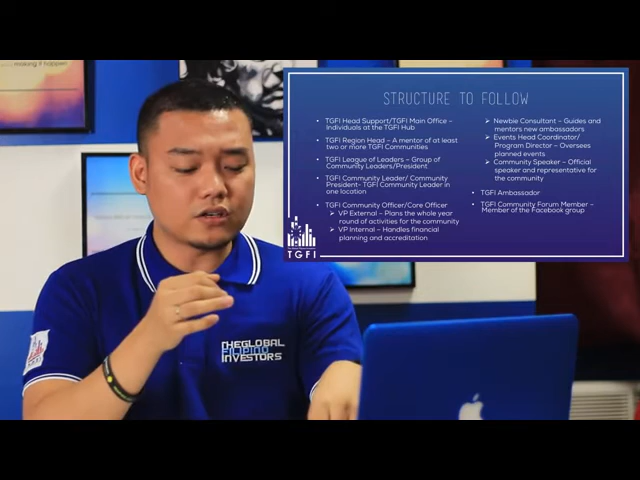 making it happen
STRUCTURE TO FOLLOW
• TGFI Head Support/TGFI Main Office –
Individuals at the TGFI Hub
• TGFI Region Head – A mentor of at least
two or more TGFI Communities
• TGFI League of Leaders – Group of
Community Leaders/President
• TGFI Community Leader/ Community
President- TGFI Community Leader in
one location
• TGFI Community Officer/Core Officer
➢ VP External – Plans the whole year
round of activities for the community
➢ VP Internal – Handles financial
planning and accreditation
➢ Newbie Consultant – Guides and
mentors new ambassadors
➢ Events Head Coordinator/
Program Director – Oversees
planned events
➢ Community Speaker – Official
speaker and representative for
the community
• TGFI Ambassador
• TGFI Community Forum Member –
Member of the Facebook group
TGFI
THEGLOBAL
FILIPINO
INVESTORS
TGFI